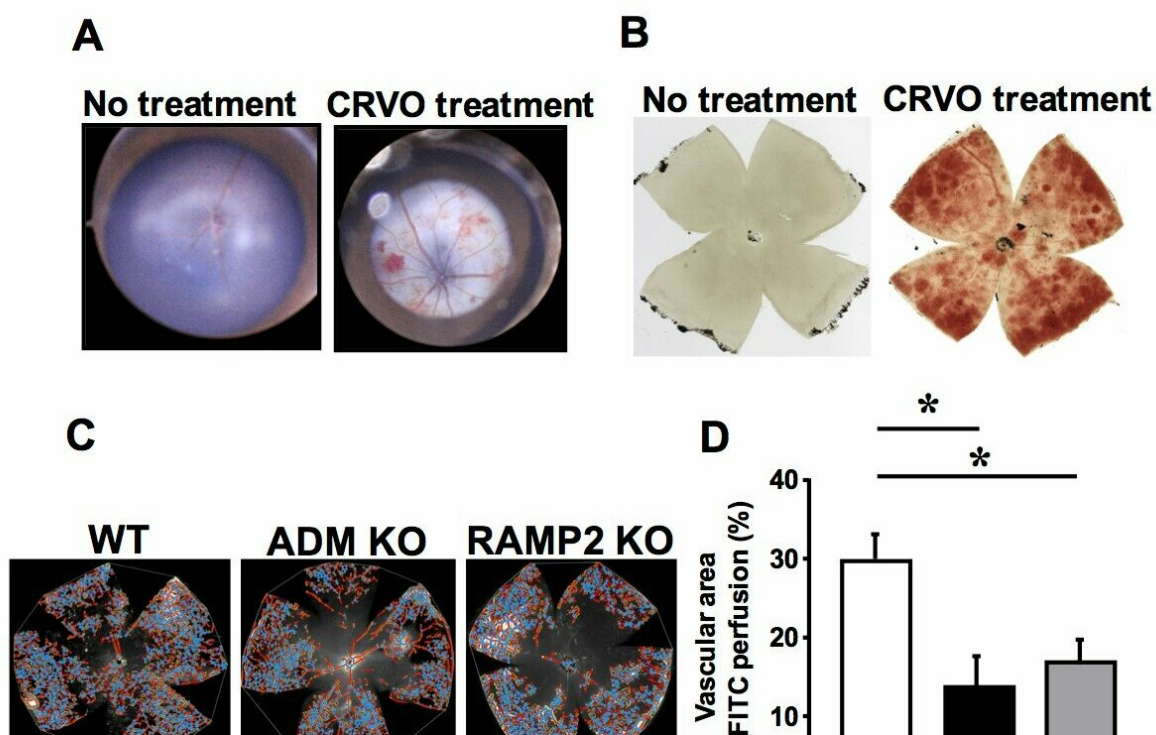 A
No treatment
CRVO treatment
B
No treatment
CRVO treatment
C
WT
ADM KO
RAMP2 KO
D
*
*
Vascular area
FITC perfusion (%)
40
30
20
10